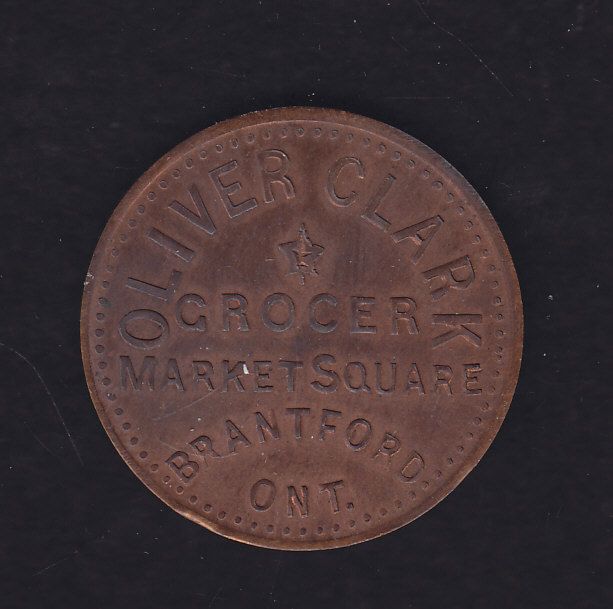 OLIVER CLARK
GROCER
MARKET SQUARE
BRANTFORD
ONT.